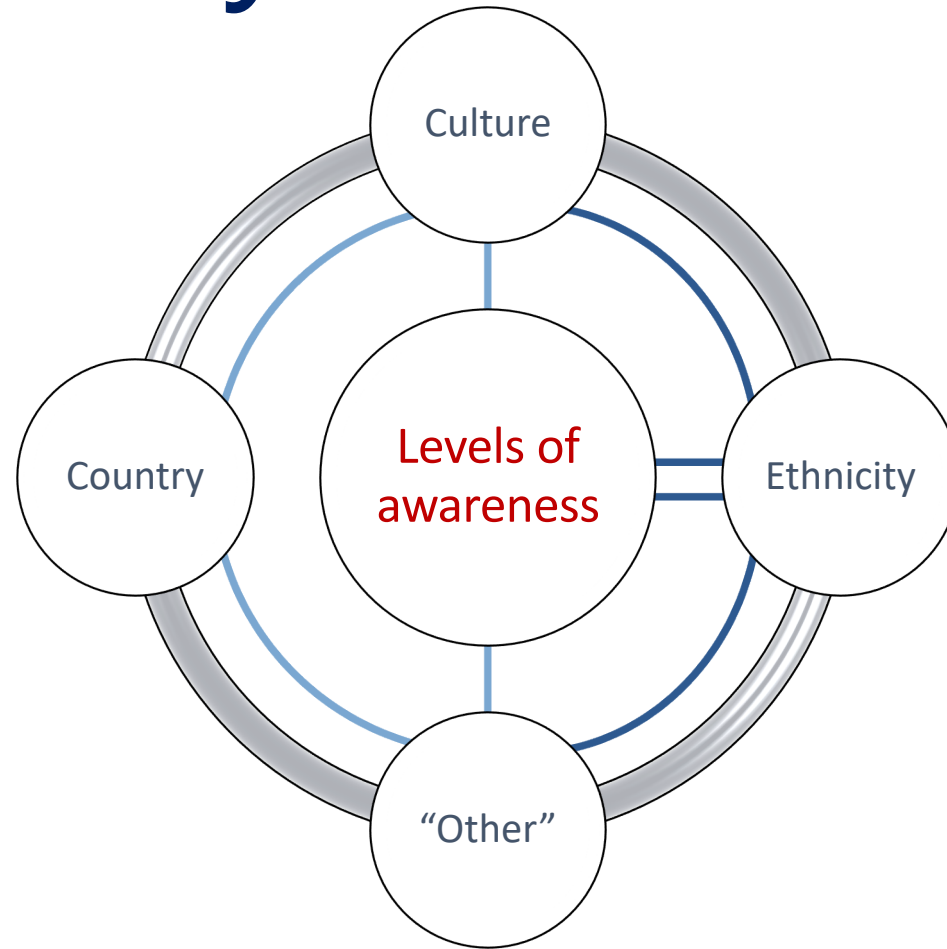 Culture
Country
Levels of
awareness
Ethnicity
“Other”